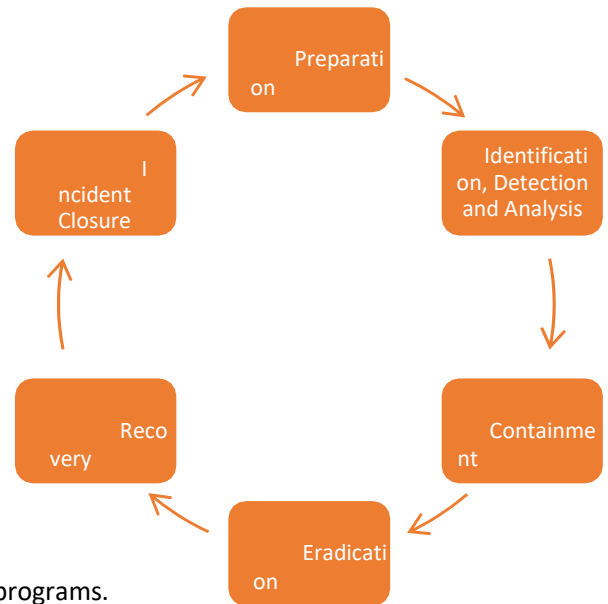 Preparati
on
Identificati
on, Detection
and Analysis
Containme
nt
Eradicati
on
Reco
very
I
ncident
Closure
programs.